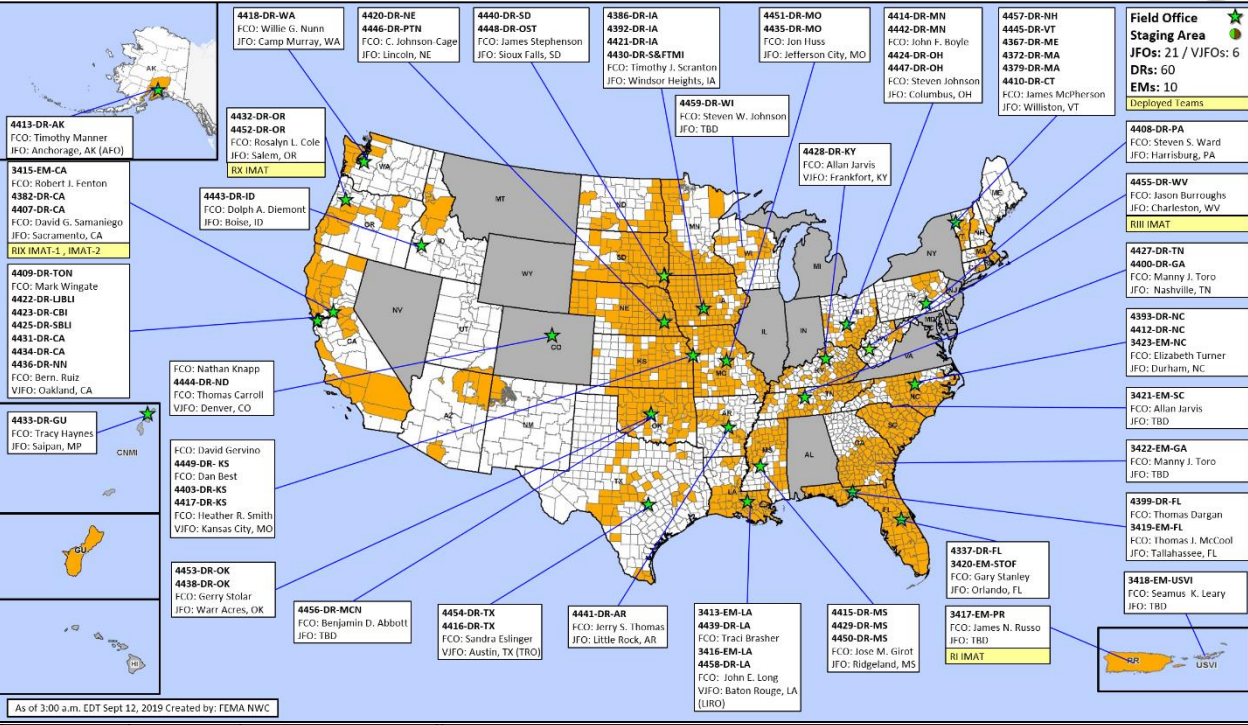 4418-DR-WA
FCO: Willie G. Nunn
JFO: Camp Murray, WA
4420-DR-NE
4446-DR-PTN
FCO: C. Johnson-Cage
JFO: Lincoln, NE
4440-DR-SD
4448-DR-OST
FCO: James Stephenson
JFO: Sioux Falls, SD
4386-DR-IA
4392-DR-IA
4421-DR-IA
4430-DR-S&FTMI
FCO: Timothy J. Scranton
JFO: Windsor Heights, IA
4451-DR-MO
4435-DR-MO
FCO: Jon Huss
JFO: Jefferson City, MO
4414-DR-MN
4442-DR-MN
FCO: John F. Boyle
4424-DR-OH
4447-DR-OH
FCO: Steven Johnson
JFO: Columbus, OH
4457-DR-NH
4445-DR-VT
4367-DR-ME
4372-DR-MA
4379-DR-MA
4410-DR-CT
FCO: James McPherson
JFO: Williston, VT
Field Office
Staging Area
JFOs: 21 / VJFOs: 6
DRs: 60
EMs: 10
Deployed Teams
AK
4413-DR-AK
FCO: Timothy Manner
JFO: Anchorage, AK (AFO)
4432-DR-OR
4452-DR-OR
FCO: Rosalyn L. Cole
JFO: Salem, OR
RX IMAT
4459-DR-WI
FCO: Steven W. Johnson
JFO: TBD
4428-DR-KY
FCO: Allan Jarvis
VJFO: Frankfort, KY
4408-DR-PA
FCO: Steven S. Ward
JFO: Harrisburg, PA
3415-EM-CA
FCO: Robert J. Fenton
4382-DR-CA
4407-DR-CA
FCO: David G. Samaniego
JFO: Sacramento, CA
RIX IMAT-1 , IMAT-2
4443-DR-ID
FCO: Dolph A. Diemont
JFO: Boise, ID
4455-DR-WV
FCO: Jason Burroughs
JFO: Charleston, WV
RIII IMAT
4409-DR-TON
FCO: Mark Wingate
4422-DR-LJBLI
4423-DR-CBI
4425-DR-SBLI
4431-DR-CA
4434-DR-CA
4436-DR-NN
FCO: Bern. Ruiz
VJFO: Oakland, CA
4427-DR-TN
4400-DR-GA
FCO: Manny J. Toro
JFO: Nashville, TN
4393-DR-NC
4412-DR-NC
3423-EM-NC
FCO: Elizabeth Turner
JFO: Durham, NC
FCO: Nathan Knapp
4444-DR-ND
FCO: Thomas Carroll
VJFO: Denver, CO
3421-EM-SC
FCO: Allan Jarvis
JFO: TBD
4433-DR-GU
FCO: Tracy Haynes
JFO: Saipan, MP
CNMI
FCO: David Gervino
4449-DR- KS
FCO: Dan Best
4403-DR-KS
4417-DR-KS
FCO: Heather R. Smith
VJFO: Kansas City, MO
3422-EM-GA
FCO: Manny J. Toro
JFO: TBD
4399-DR-FL
FCO: Thomas Dargan
3419-EM-FL
FCO: Thomas J. McCool
JFO: Tallahassee, FL
GU
4453-DR-OK
4438-DR-OK
FCO: Gerry Stolar
JFO: Warr Acres, OK
4456-DR-MCN
FCO: Benjamin D. Abbott
JFO: TBD
4454-DR-TX
4416-DR-TX
FCO: Sandra Eslinger
VJFO: Austin, TX (TRO)
4441-DR-AR
FCO: Jerry S. Thomas
JFO: Little Rock, AR
3413-EM-LA
4439-DR-LA
FCO: Traci Brasher
3416-EM-LA
4458-DR-LA
FCO: John E. Long
VJFO: Baton Rouge, LA
(LIRO)
4415-DR-MS
4429-DR-MS
4450-DR-MS
FCO: Jose M. Girot
JFO: Ridgeland, MS
4337-DR-FL
3420-EM-STOF
FCO: Gary Stanley
JFO: Orlando, FL
3417-EM-PR
FCO: James N. Russo
JFO: TBD
RI IMAT
3418-EM-USVI
FCO: Seamus K. Leary
JFO: TBD
HI
PR
USVI
WA
MT
ND
MN
ME
OR
ID
WY
SD
WI
MI
NY
VT
NH
MA
NV
UT
CO
NE
IA
IL
IN
OH
PA
NJ
MD
VA
CA
AZ
NM
KS
MO
KY
TN
NC
SC
OK
AR
TX
LA
MS
AL
GA
FL
As of 3:00 a.m. EDT Sept 12, 2019 Created by: FEMA NWC